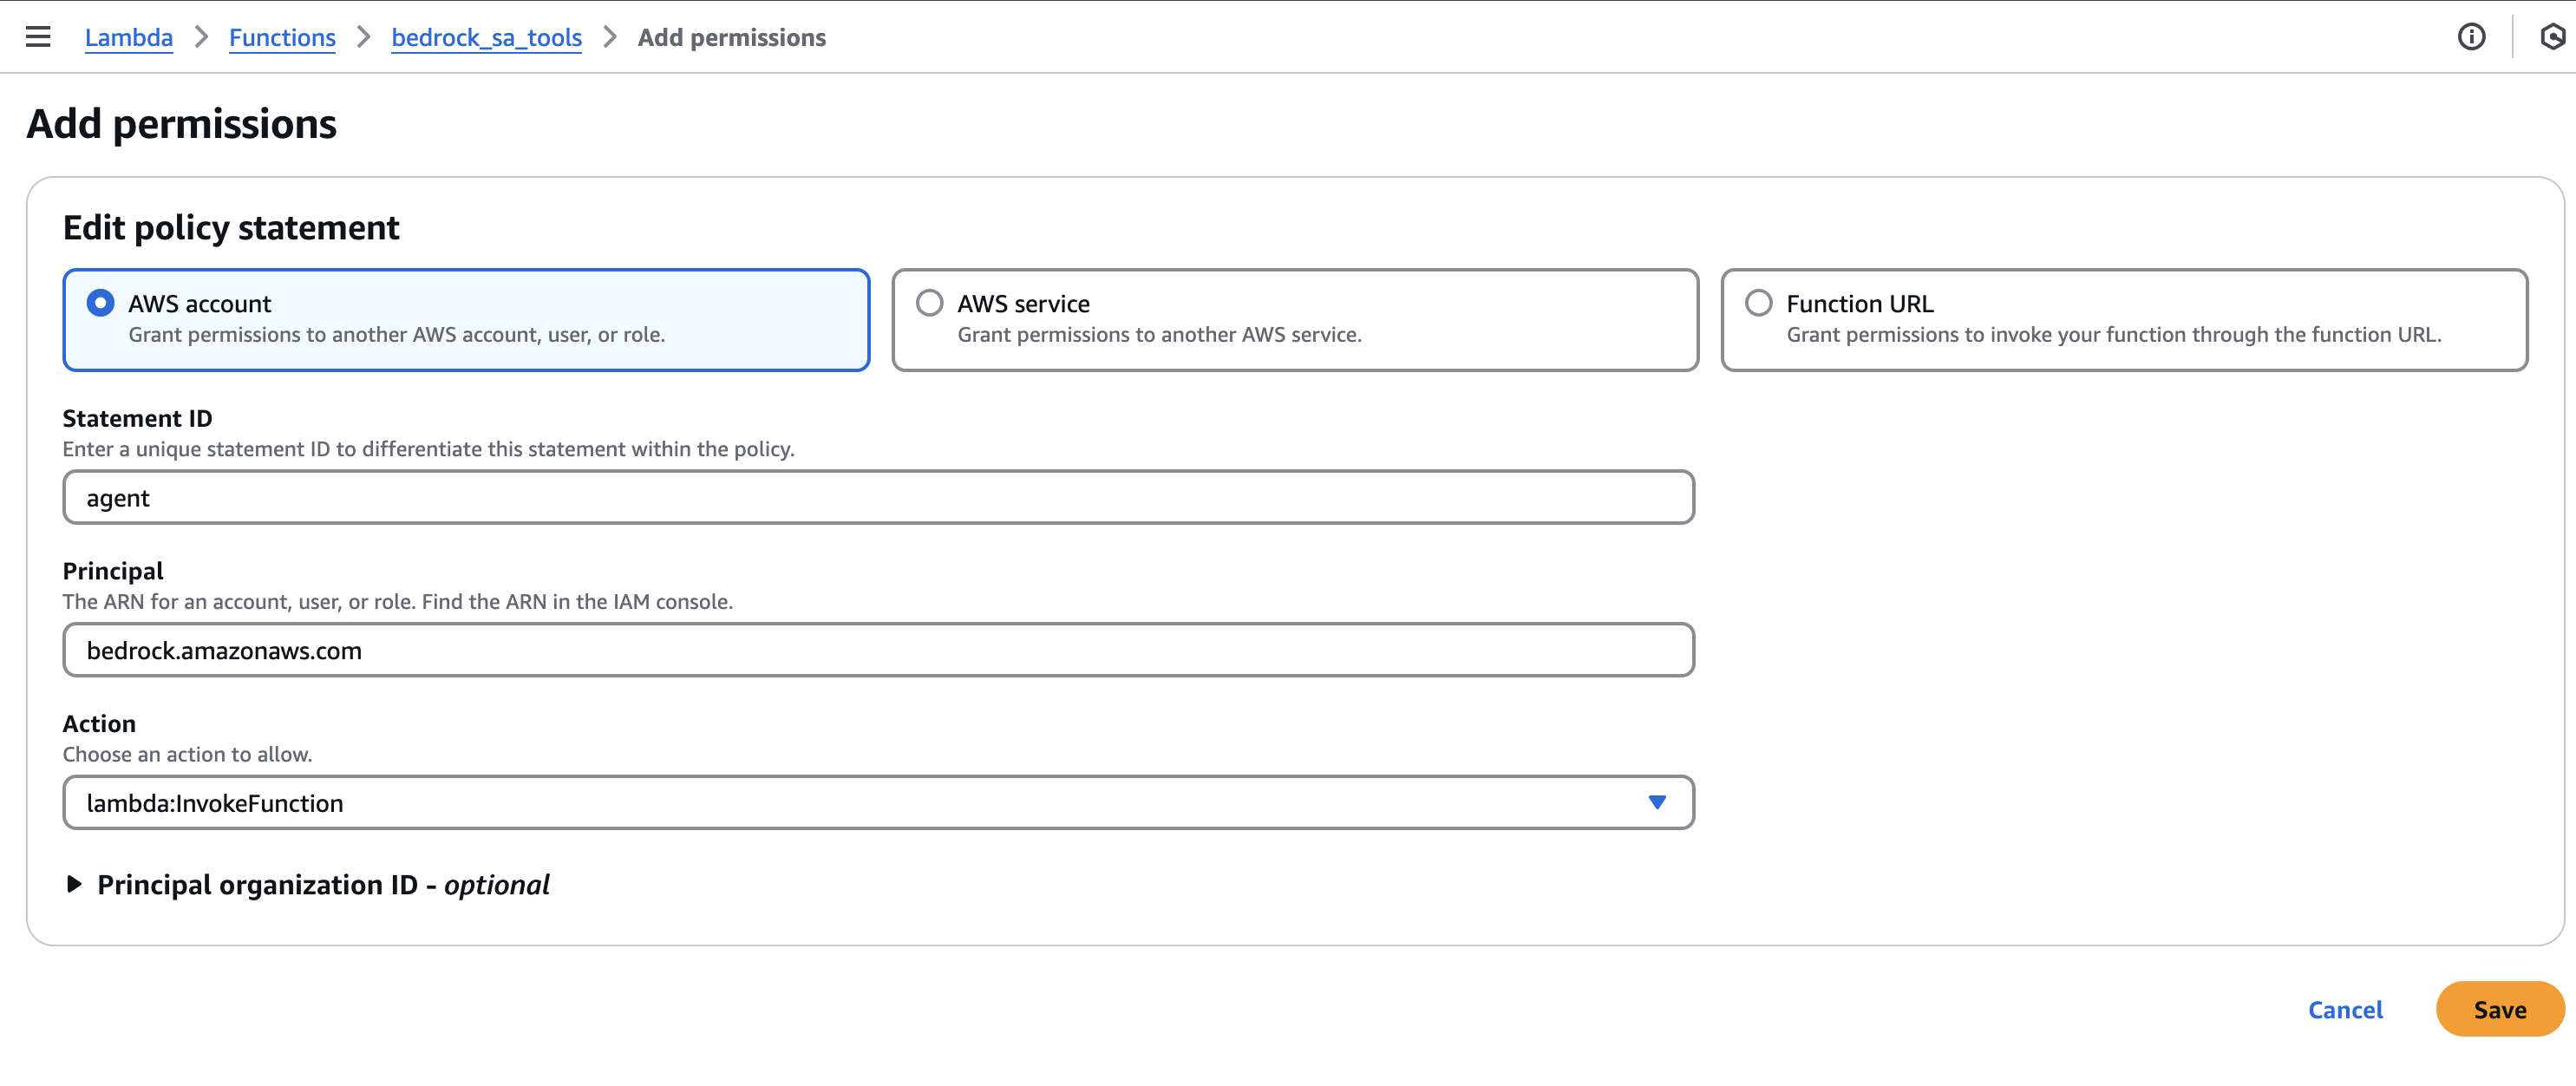 Lambda > Functions > bedrock_sa_tools > Add permissions
Add permissions
Edit policy statement
AWS account
Grant permissions to another AWS account, user, or role.
AWS service
Grant permissions to another AWS service.
Function URL
Grant permissions to invoke your function through the function URL.
Statement ID
Enter a unique statement ID to differentiate this statement within the policy.
agent
Principal
The ARN for an account, user, or role. Find the ARN in the IAM console.
bedrock.amazonaws.com
Action
Choose an action to allow.
lambda:InvokeFunction
Principal organization ID - optional
Cancel
Save